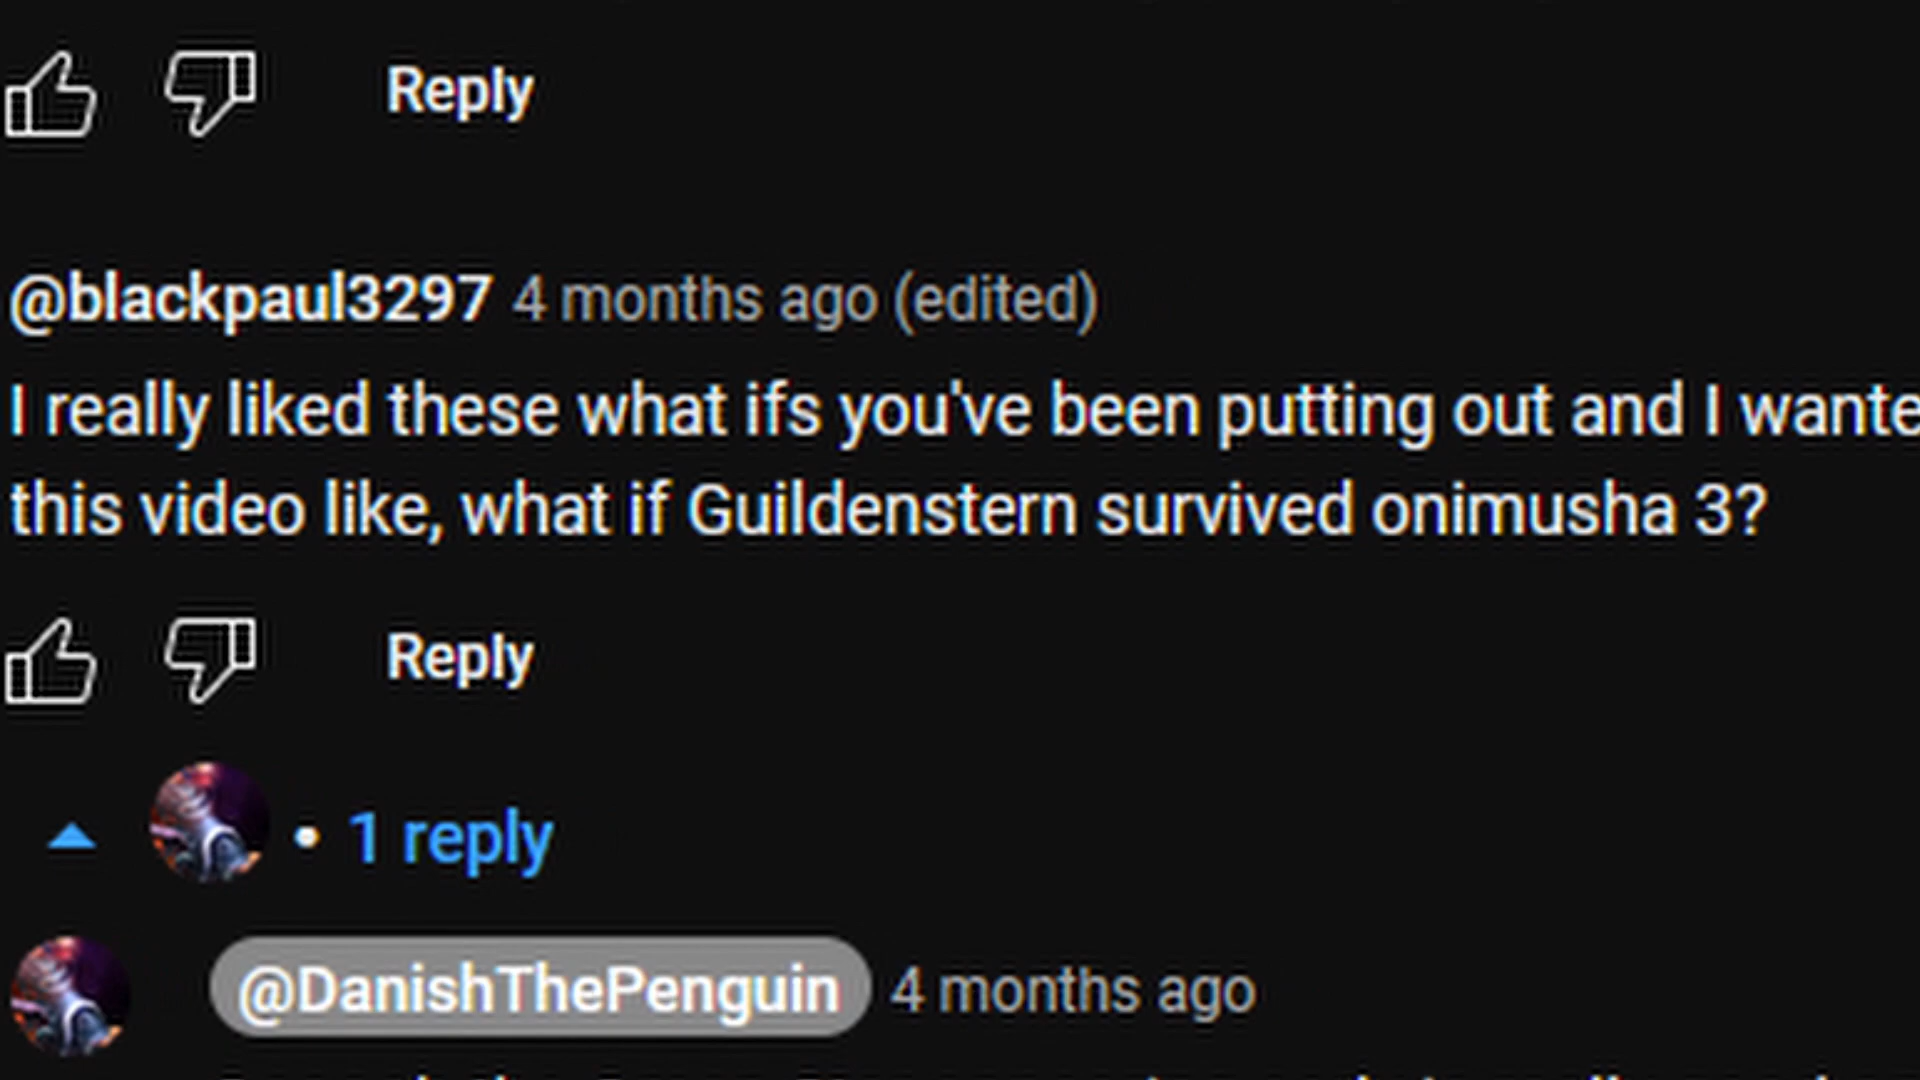 Reply
@blackpaul3297 4 months ago (edited)
I really liked these what ifs you've been putting out and I
this video like, what if Guildenstern survived onimusha 3?
Reply
• 1 reply
@DanishThePenguin 4 months ago